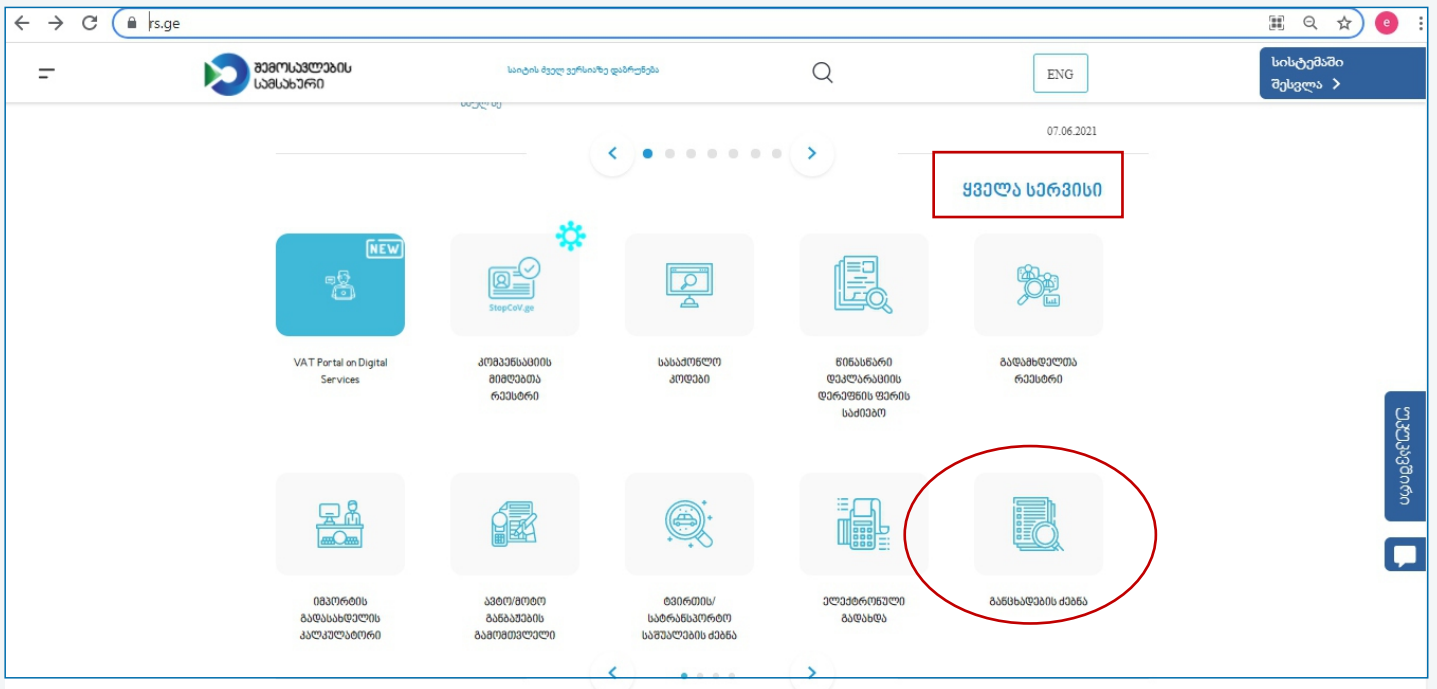 rs.ge
e
შემოსავლების
სამსახური
საიტის ძველ ვერსიაზე დაბრუნება
ENG
სისტემაში
შესვლა
07.06.2021
ყველა სერვისი
NEW
StopCoV.ge
VAT Portal on Digital
Services
კომპენსაციის
მიმღებთა
რეესტრი
სასაქონლო
კოდები
წინასწარი
დეკლარაციის
დერეფნის ფერის
საძიებო
გადამხდელთა
რეესტრი
იმპორტის
გადასახდელის
კალკულატორი
ავტო/მოტო
განბაჟების
გამომთვლელი
ტვირთის/
სატრანსპორტო
საშუალების ძებნა
ელექტრონული
გადახდა
განცხადების ძებნა